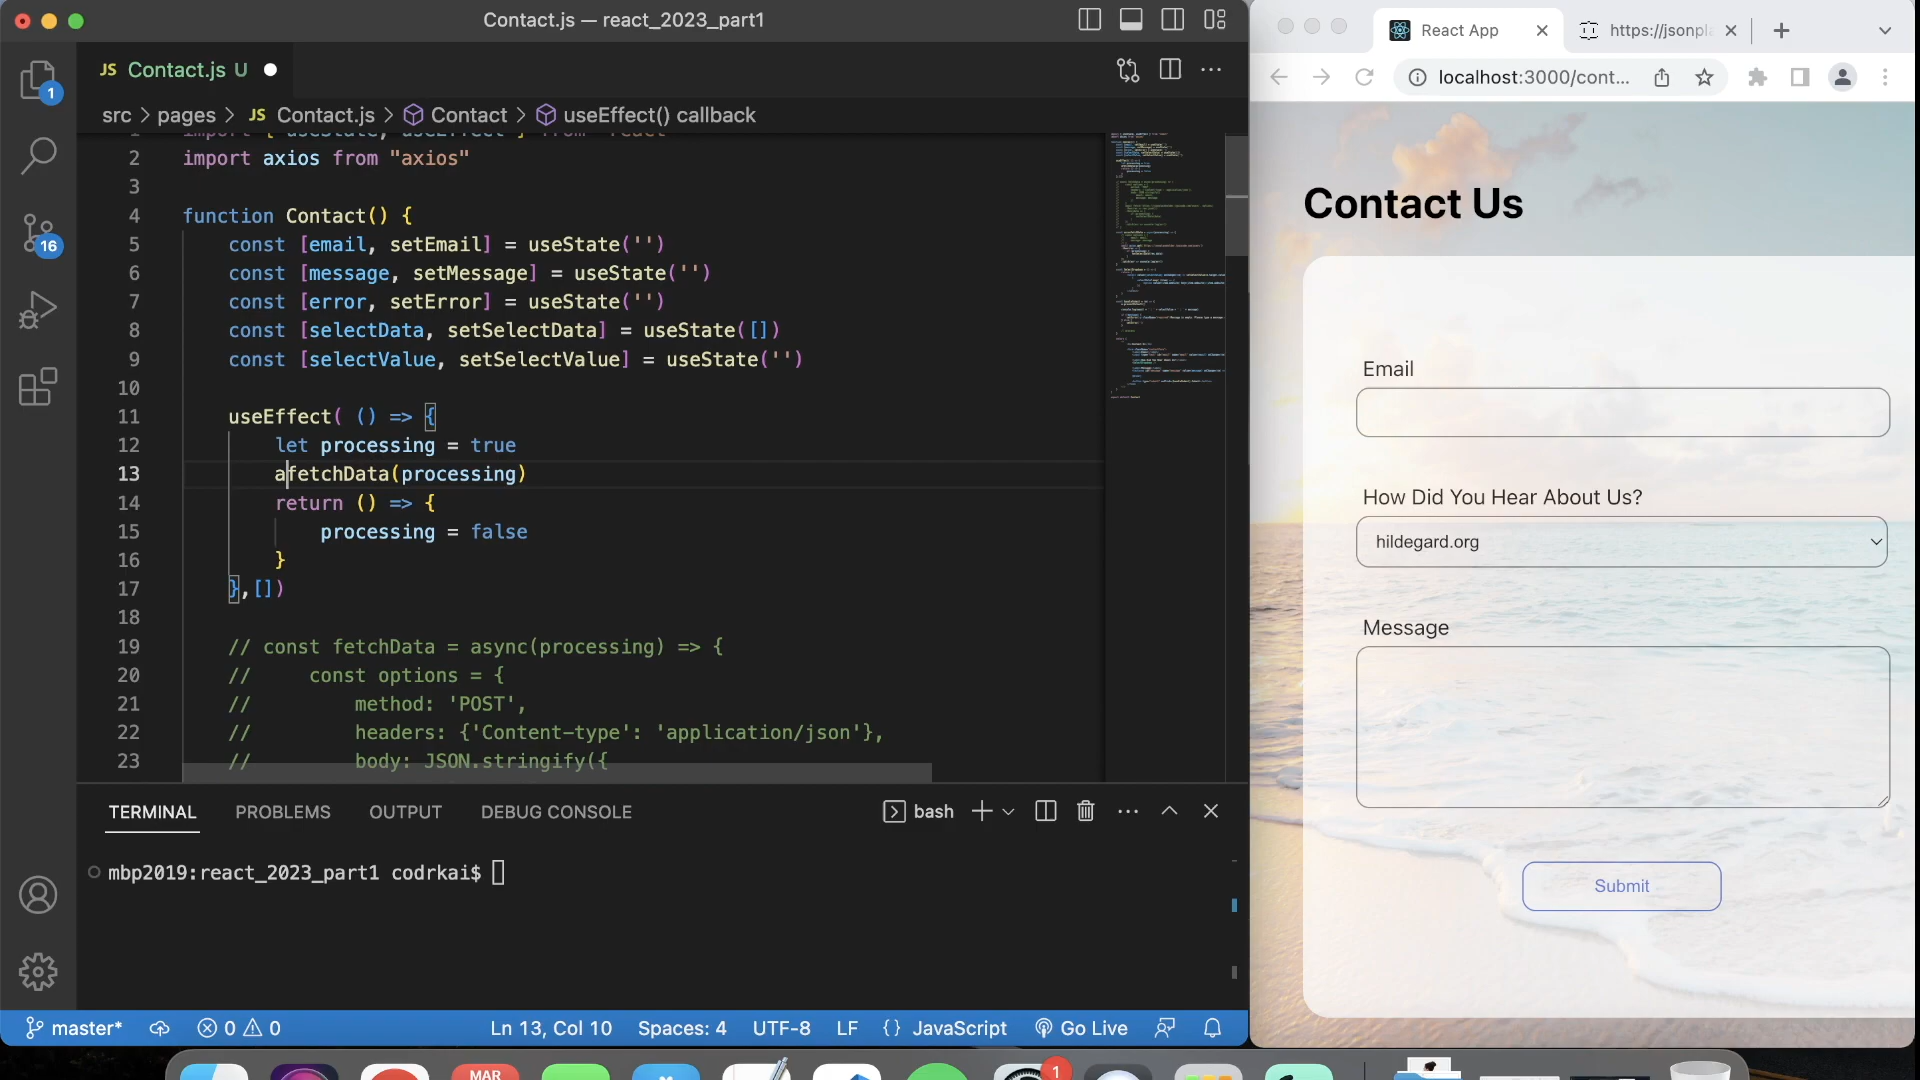 Contact.js — react_2023_part1
JS Contact.js U
src > pages > JS Contact.js > Contact > useEffect() callback
2 import axios from "axios"
3
4 function Contact() {
5 const [email, setEmail] = useState('')
6 const [message, setMessage] = useState('')
7 const [error, setError] = useState('')
8 const [selectData, setSelectData] = useState([])
9 const [selectValue, setSelectValue] = useState('')
10
11 useEffect( () => {
12 let processing = true
13 afetchData(processing)
14 return () => {
15 processing = false
16 }
17 },[])
18
19 // const fetchData = async(processing) => {
20 // const options = {
21 // method: 'POST',
22 // headers: {'Content-type': 'application/json'},
23 // body: JSON.stringify({
1
16
TERMINAL PROBLEMS OUTPUT DEBUG CONSOLE
bash
mbp2019:react_2023_part1 codrkai$
master* 0 0 Ln 13, Col 10 Spaces: 4 UTF-8 LF {} JavaScript Go Live
React App
https://jsonpl
localhost:3000/cont...
Contact Us
Email
How Did You Hear About Us?
hildegard.org
Message
Submit
MAR
1